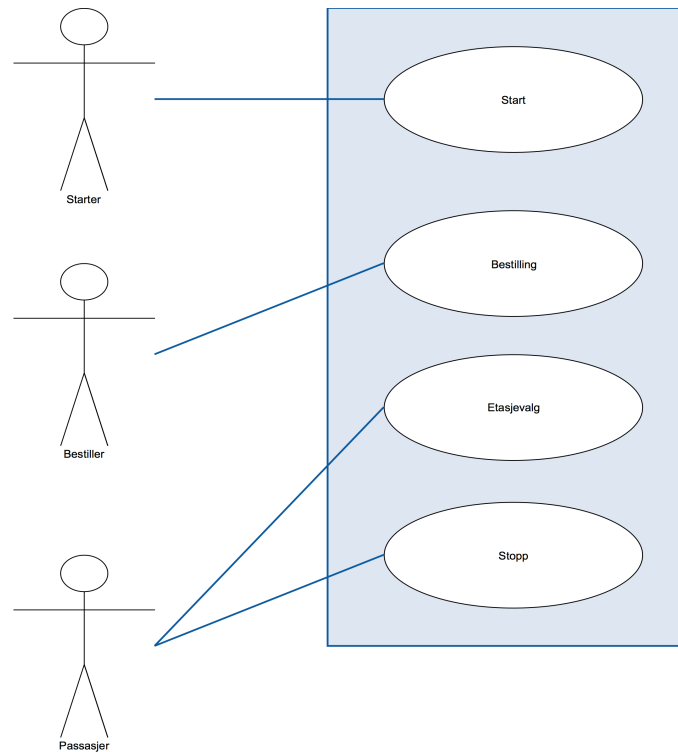 Start
Starter
Bestilling
Bestiller
Etasjevalg
Stopp
Passasjer